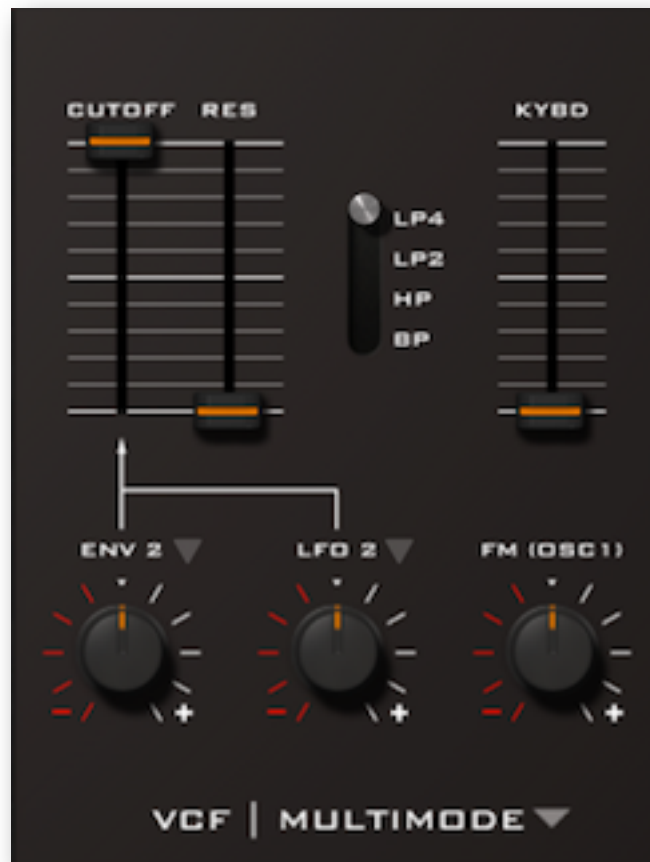 CUTOFF RES KYBD
LP4
LP2
HP
BP
ENV 2 LFO 2 FM (OSC1)
- + - + - +
VCF | MULTIMODE